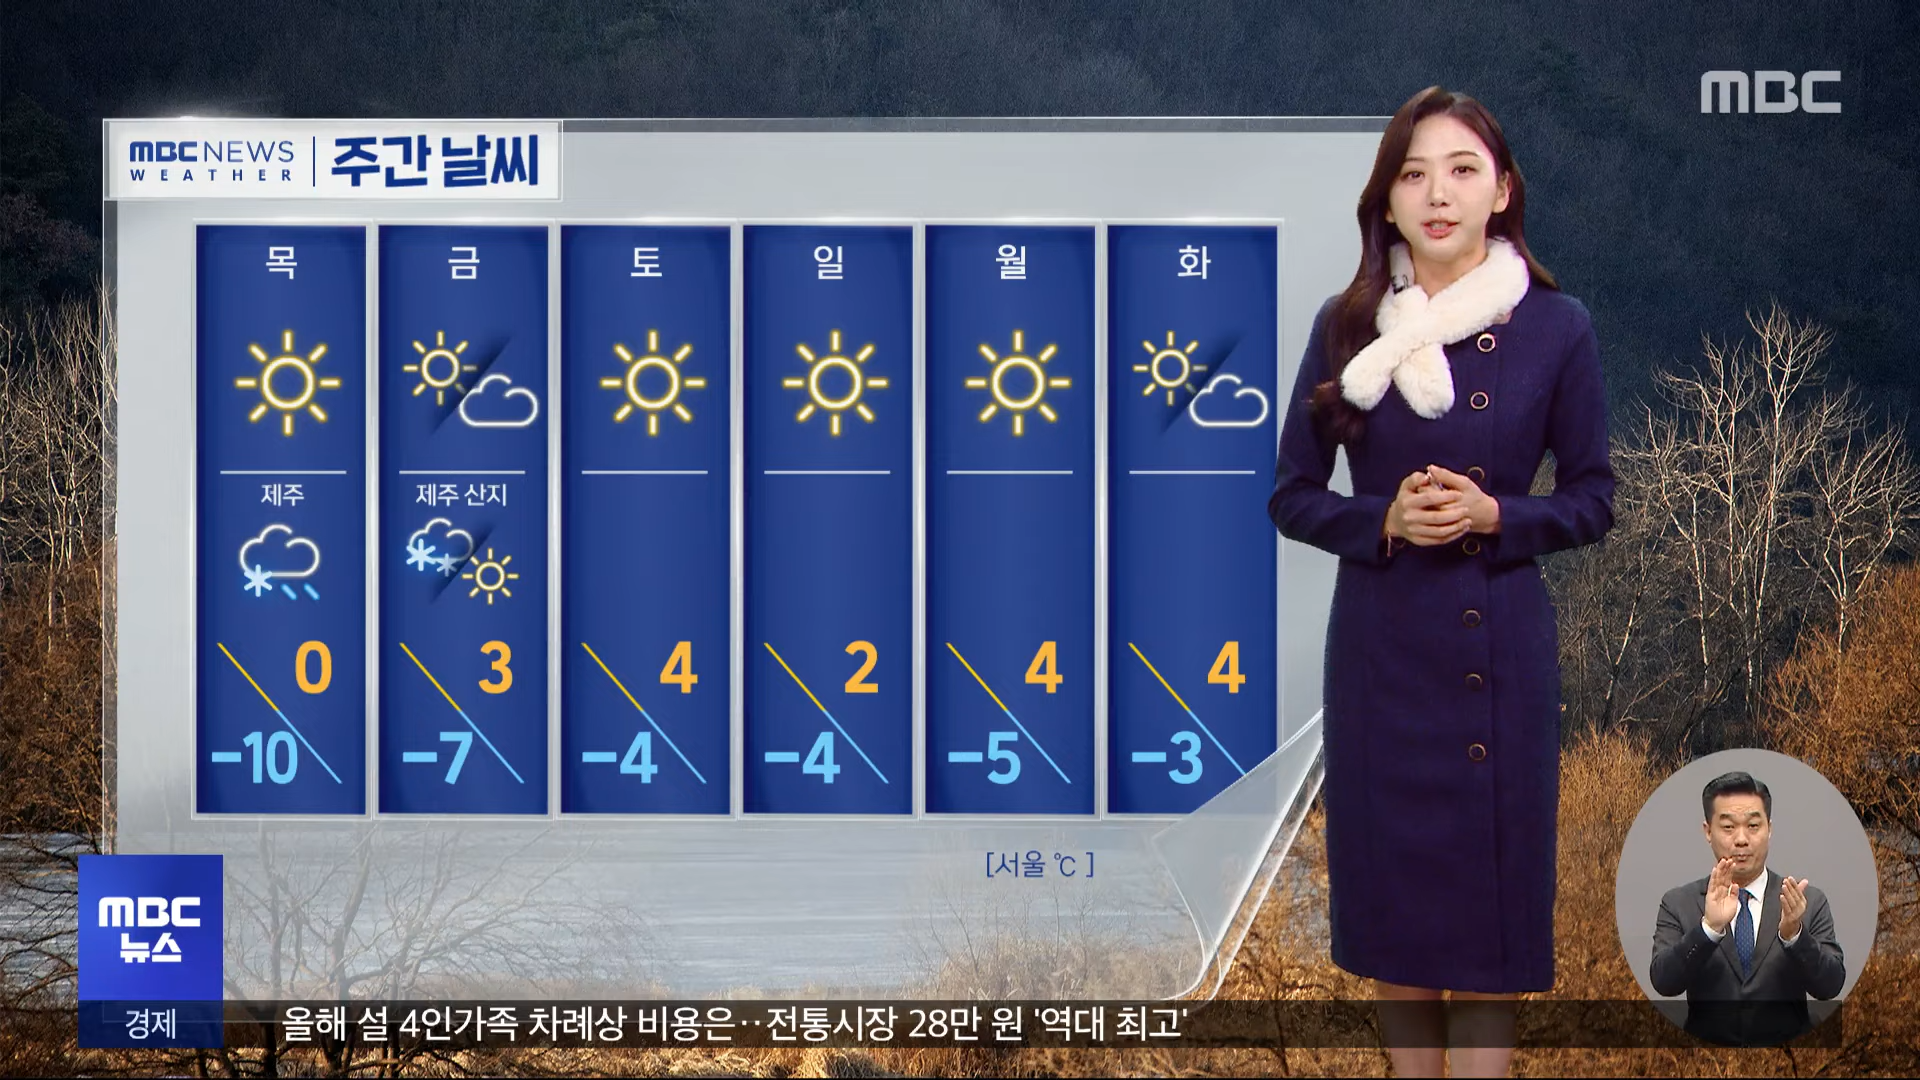 MBC
MBC NEWS
WEATHER
주간 날씨
목 금 토 일 월 화
제주 제주 산지
0 3 4 2 4 4
-10 -7 -4 -4 -5 -3
[서울 ℃ ]
MBC
뉴스
경제
올해 설 4인가족 차례상 비용은··전통시장 28만 원 '역대 최고'